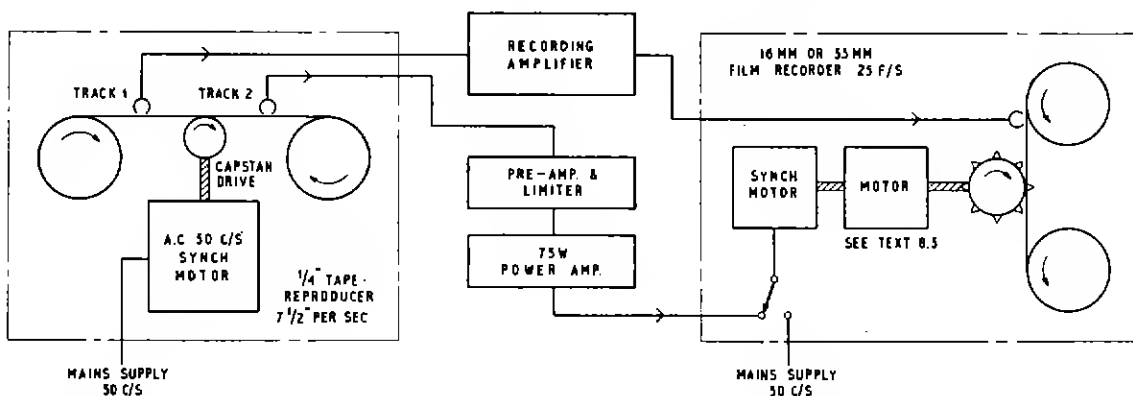 RECORDING
AMPLIFIER
16 MM OR 35MM
FILM RECORDER 25 F/S
TRACK 1
TRACK 2
CAPSTAN
DRIVE
PRE-AMP. &
LIMITER
SYNCH
MOTOR
MOTOR
A.C 50 C/S
SYNCH
MOTOR
75W
POWER AMP.
SEE TEXT 8.5
1/4" TAPE-
REPRODUCER
7 1/2" PER SEC
MAINS SUPPLY
50 C/S
MAINS SUPPLY
50 C/S